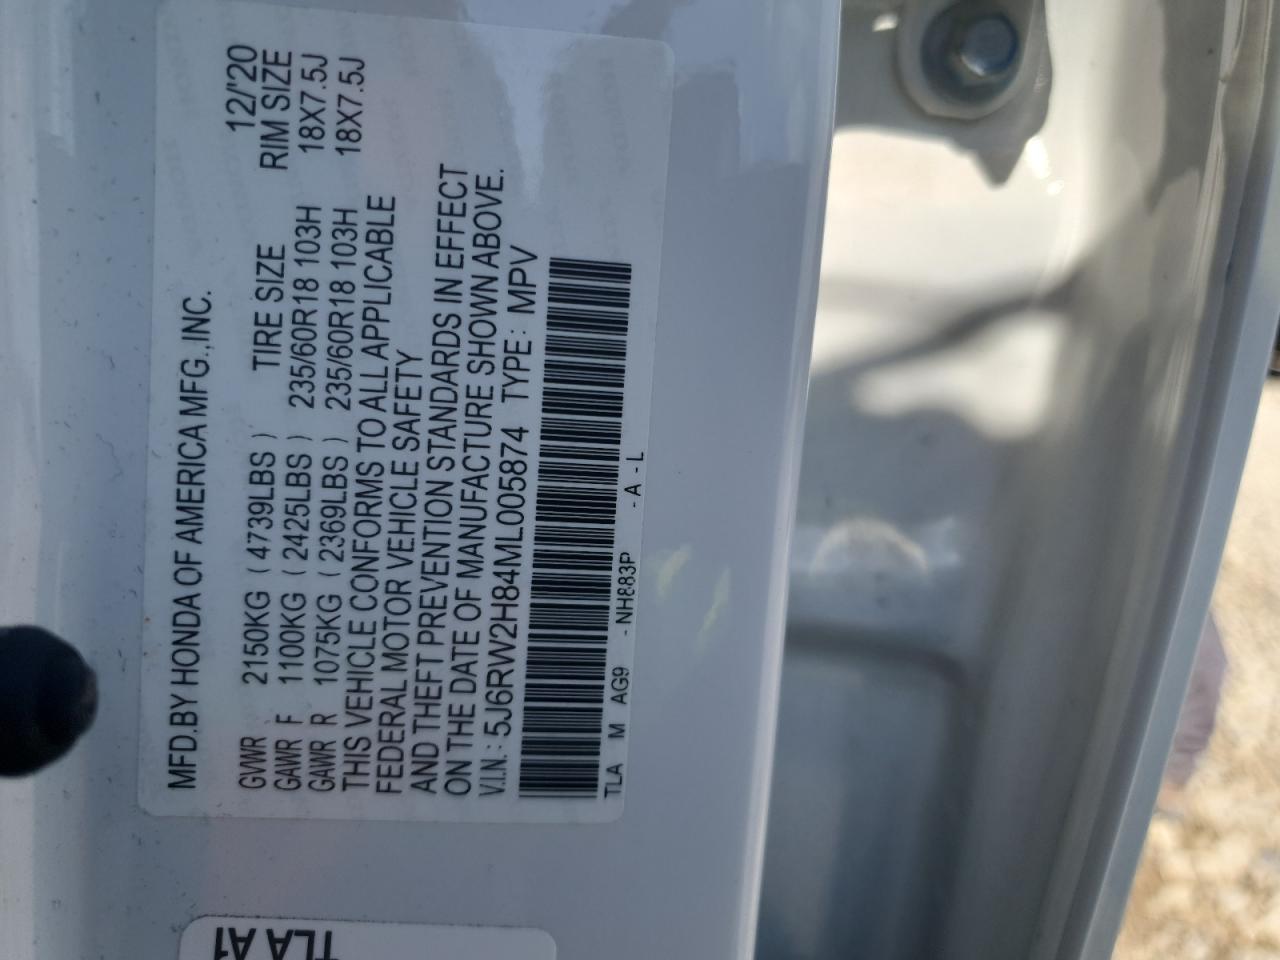 MFD.BY HONDA OF AMERICA MFG.,INC. 12/'20
TIRE SIZE RIM SIZE
GVWR 2150KG ( 4739LBS )
GAWR F 1100KG ( 2425LBS ) 235/60R18 103H 18X7.5J
GAWR R 1075KG ( 2369LBS ) 235/60R18 103H 18X7.5J
THIS VEHICLE CONFORMS TO ALL APPLICABLE
FEDERAL MOTOR VEHICLE SAFETY
AND THEFT PREVENTION STANDARDS IN EFFECT
ON THE DATE OF MANUFACTURE SHOWN ABOVE.
V.I.N.: 5J6RW2H84ML005874 TYPE: MPV
TLA M AG9 - NH883P - A - L
TLA A1